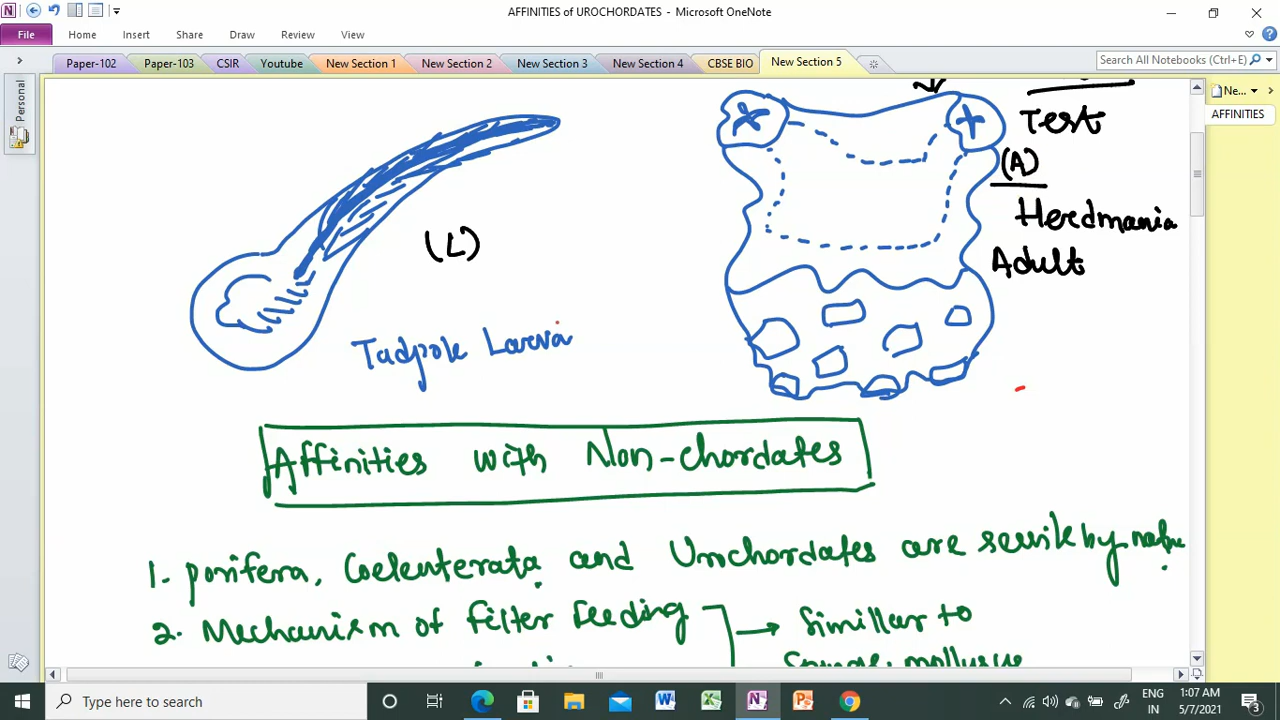 AFFINITIES of URCHORDATES - Microsoft OneNote
File Home Insert Share Draw Review View
Paper-102 Paper-103 CSIR Youtube New Section 1 New Section 2 New Section 3 New Section 4 CBSE BIO New Section 5
Search All Notebooks (Ctrl+E)
Personal
Ne...
AFFINITIES
Test
(A)
Herdmania
Adult
(L)
Tadpole Larva
Affinities with Non-chordates
1. porifera, Coelenterata and Urochordates are sessile by nature
2. Mechanism of filter feeding
Similar to
Type here to search
ENG
IN
1:07 AM
5/7/2021
3